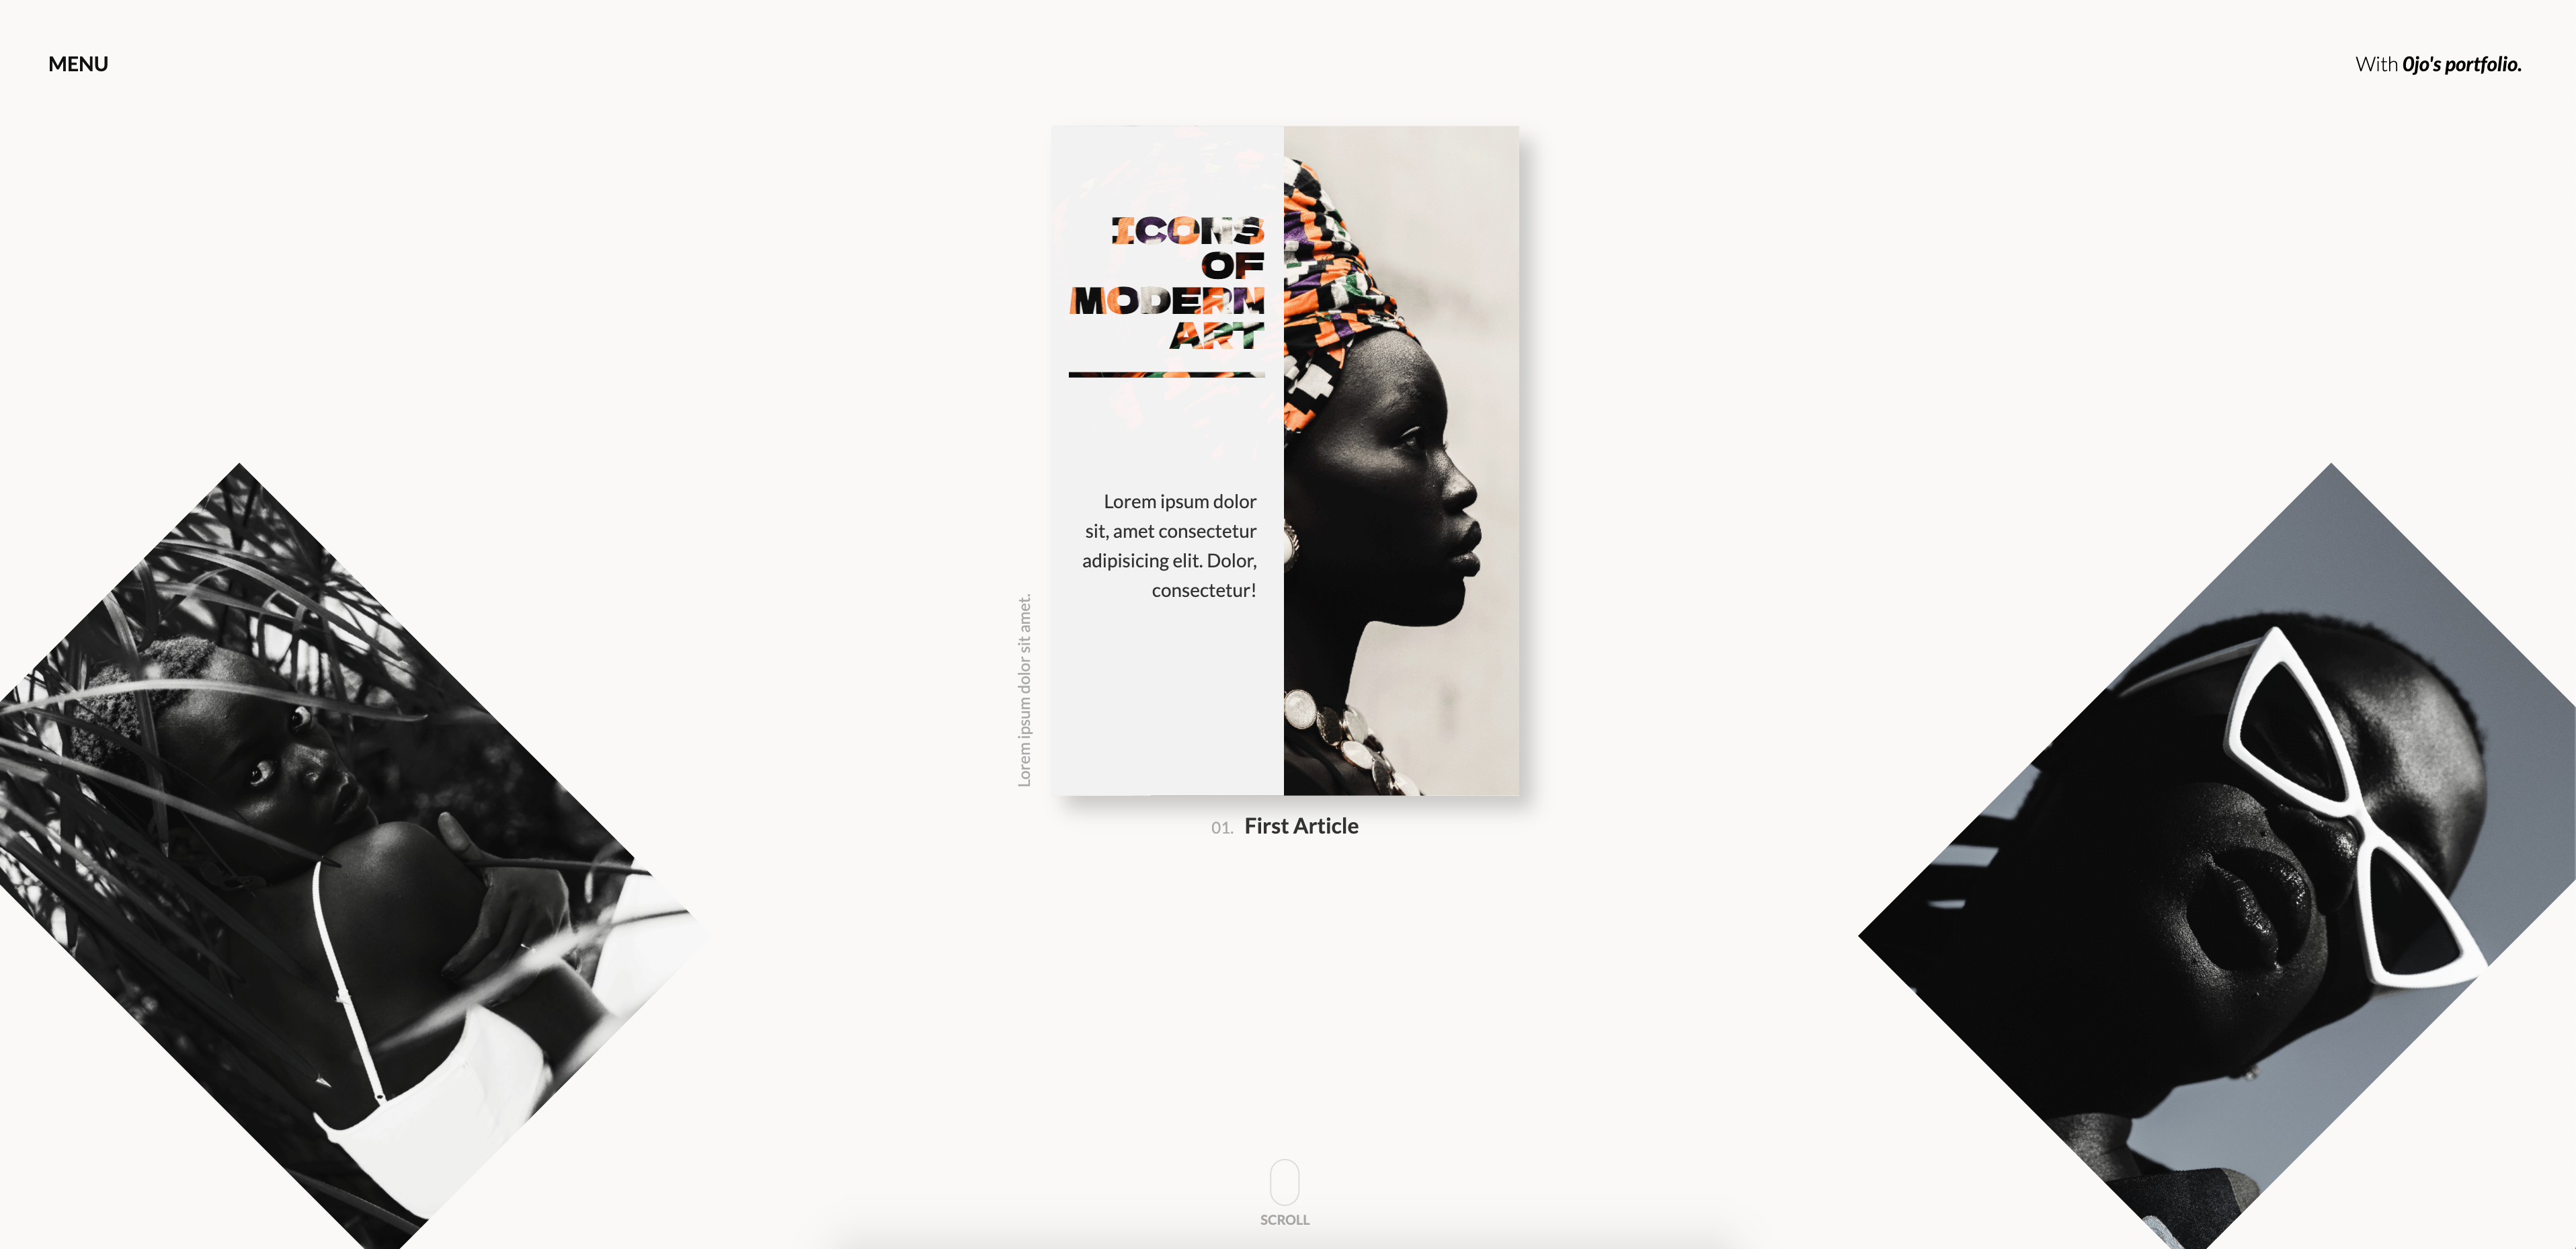 MENU
With Ojo's portfolio.
ICONS
OF
MODERN
ART
Lorem ipsum dolor
sit, amet consectetur
adipisicing elit. Dolor,
consectetur!
Lorem ipsum dolor sit amet.
01. First Article
SCROLL